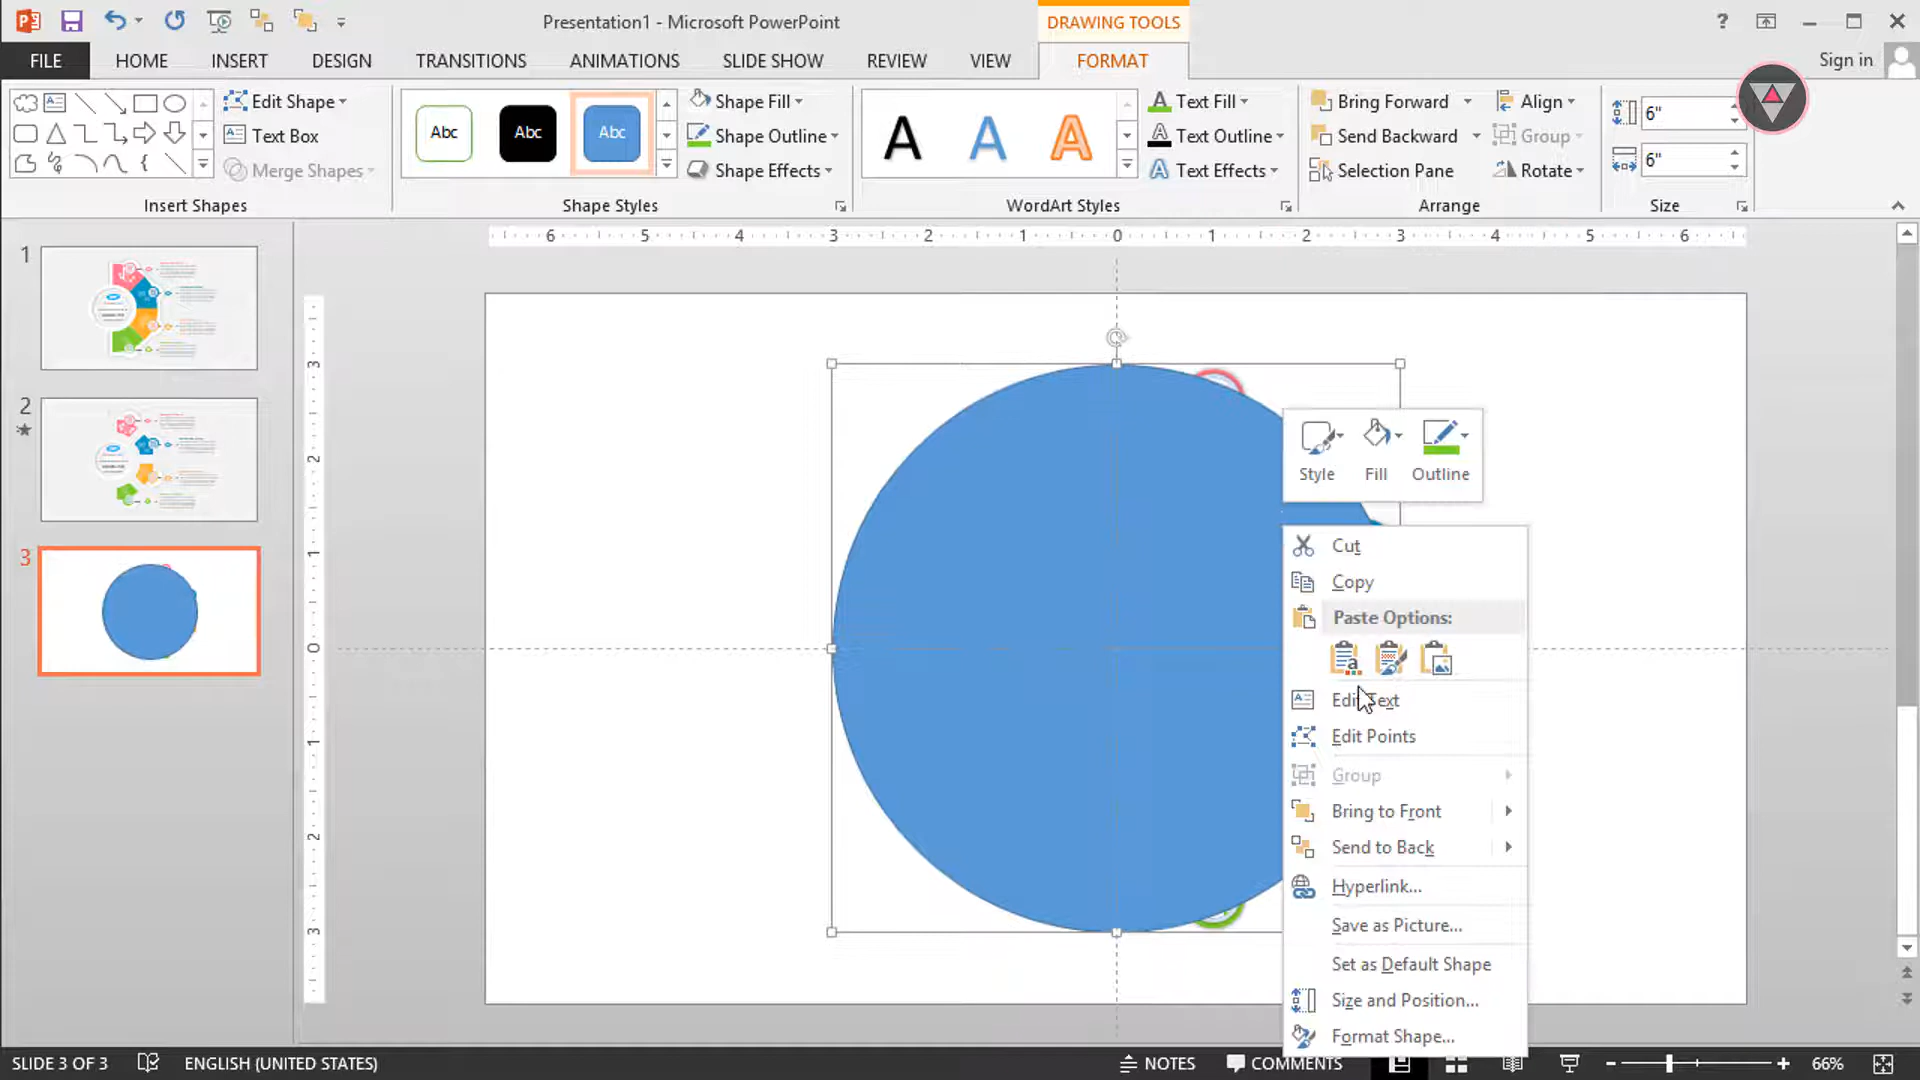 Presentation1 - Microsoft PowerPoint
DRAWING TOOLS
?
FILE
HOME
INSERT
DESIGN
TRANSITIONS
ANIMATIONS
SLIDE SHOW
REVIEW
VIEW
FORMAT
Sign in
Edit Shape
Text Box
Merge Shapes
Insert Shapes
Abc
Abc
Abc
Shape Fill
Shape Outline
Shape Effects
Shape Styles
A
A
A
Text Fill
Text Outline
Text Effects
WordArt Styles
Bring Forward
Send Backward
Selection Pane
Align
Group
Rotate
Arrange
6"
6"
Size
6 5 4 3 2 1 0 1 2 3 4 5 6
3
2
1
0
1
2
3
1
2
3
Style
Fill
Outline
Cut
Copy
Paste Options:
Edit Text
Edit Points
Group
Bring to Front
Send to Back
Hyperlink...
Save as Picture...
Set as Default Shape
Size and Position...
Format Shape...
SLIDE 3 OF 3
ENGLISH (UNITED STATES)
NOTES
COMMENTS
66%